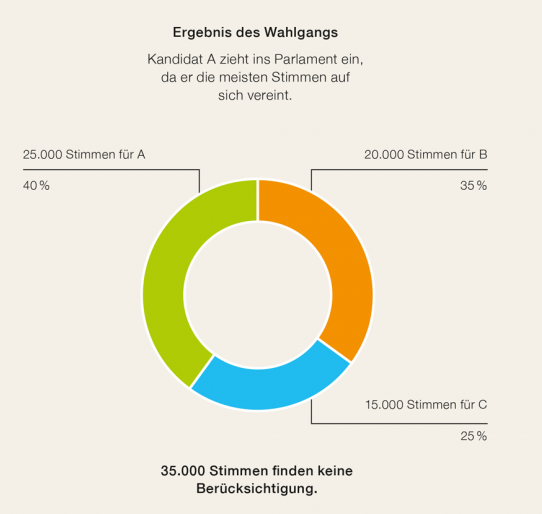 Ergebnis des Wahlgangs
Kandidat A zieht ins Parlament ein,
da er die meisten Stimmen auf
sich vereint.
25.000 Stimmen für A
40 %
20.000 Stimmen für B
35 %
15.000 Stimmen für C
25 %
35.000 Stimmen finden keine
Berücksichtigung.